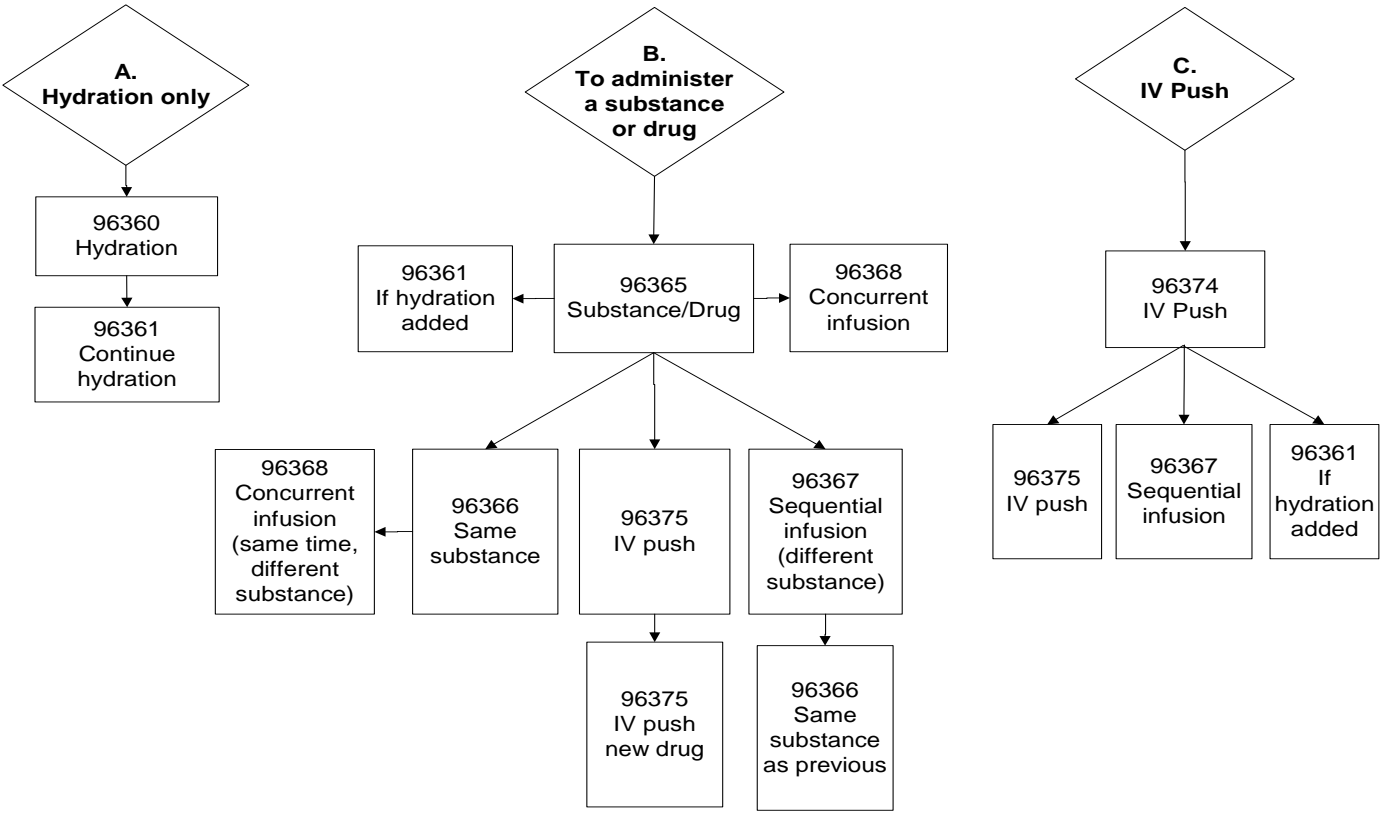 A.
Hydration only
96360
Hydration
96361
Continue
hydration
B.
To administer
a substance
or drug
96361
If hydration
added
96365
Substance/Drug
96368
Concurrent
infusion
96368
Concurrent
infusion
(same time,
different
substance)
96366
Same
substance
96375
IV push
96367
Sequential
infusion
(different
substance)
96375
IV push
new drug
96366
Same
substance
as previous
C.
IV Push
96374
IV Push
96375
IV push
96367
Sequential
infusion
96361
If
hydration
added